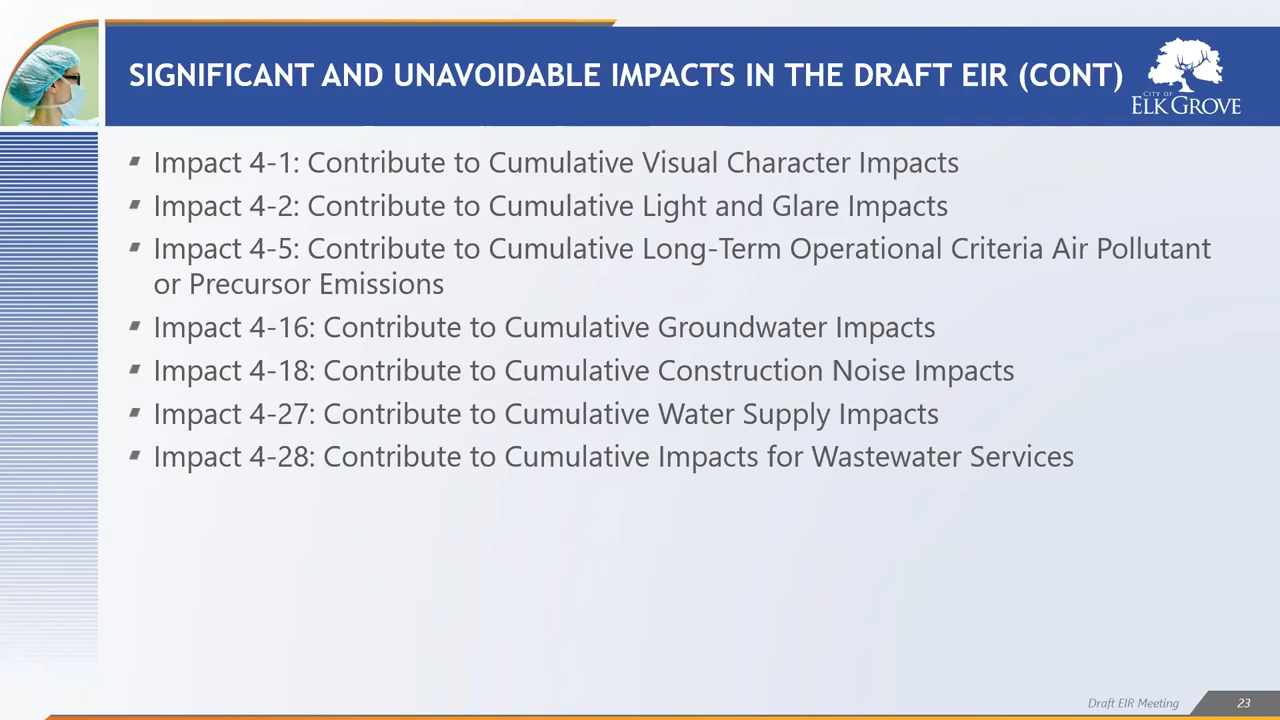 SIGNIFICANT AND UNAVOIDABLE IMPACTS IN THE DRAFT EIR (CONT)
CITY OF
ELK GROVE
Impact 4-1: Contribute to Cumulative Visual Character Impacts
Impact 4-2: Contribute to Cumulative Light and Glare Impacts
Impact 4-5: Contribute to Cumulative Long-Term Operational Criteria Air Pollutant
or Precursor Emissions
Impact 4-16: Contribute to Cumulative Groundwater Impacts
Impact 4-18: Contribute to Cumulative Construction Noise Impacts
Impact 4-27: Contribute to Cumulative Water Supply Impacts
Impact 4-28: Contribute to Cumulative Impacts for Wastewater Services
Draft EIR Meeting 23